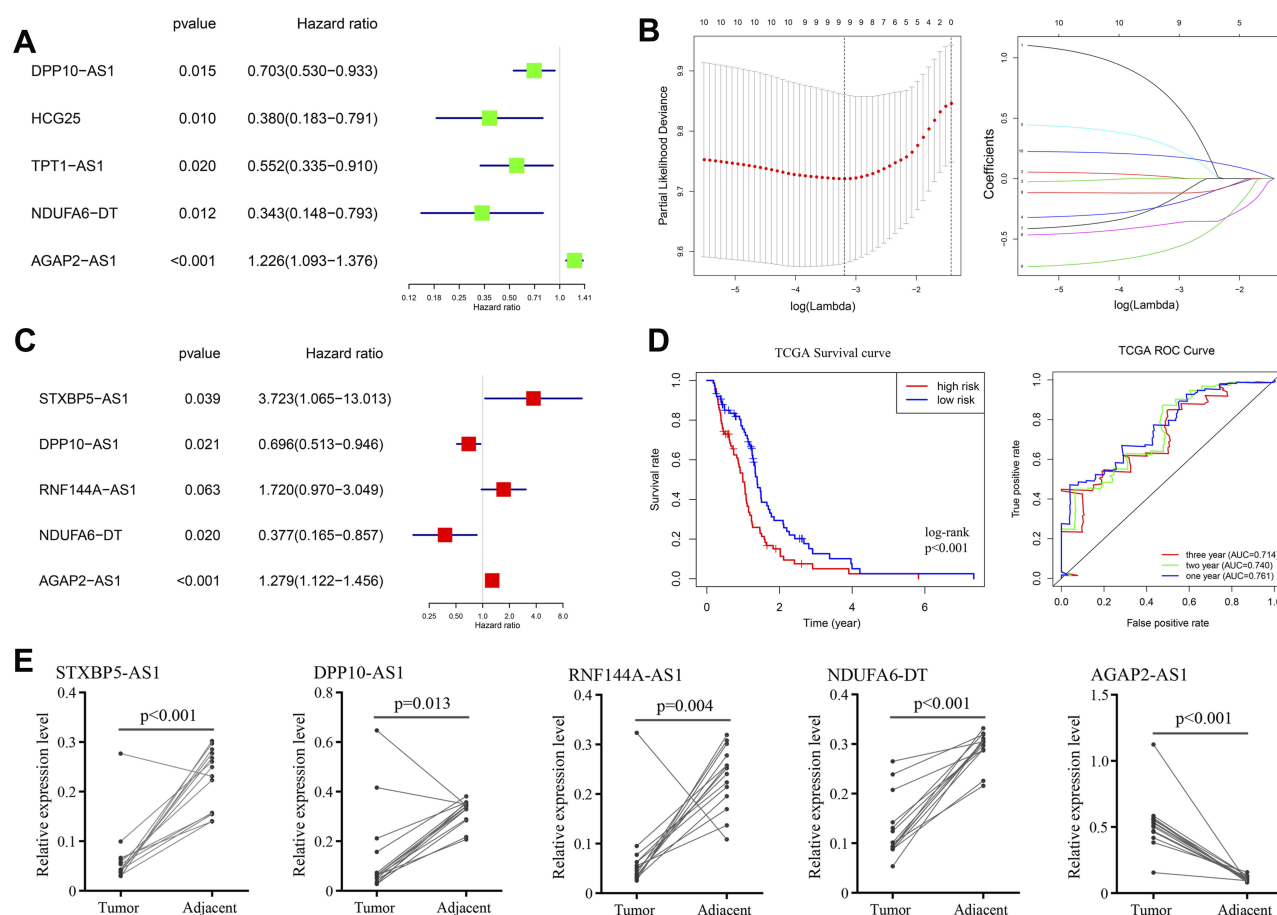 A
pvalue Hazard ratio
DPP10−AS1 0.015 0.703(0.530−0.933)
HCG25 0.010 0.380(0.183−0.791)
TPT1−AS1 0.020 0.552(0.335−0.910)
NDUFA6−DT 0.012 0.343(0.148−0.793)
AGAP2−AS1 <0.001 1.226(1.093−1.376)
0.12 0.18 0.25 0.35 0.50 0.71 1.0 1.41
Hazard ratio
B
10 10 10 10 10 10 9 9 9 9 9 9 9 9 9 8 8 7 6 5 2 0
Partial Likelihood Deviance
9.9
9.8
9.7
9.6
−5 −4 −3 −2
log(Lambda)
10 10 9 5
Coefficients
1.0
0.5
0.0
−0.5
−5 −4 −3 −2
log(Lambda)
C
pvalue Hazard ratio
STXBP5−AS1 0.039 3.723(1.065−13.013)
DPP10−AS1 0.021 0.696(0.513−0.946)
RNF144A−AS1 0.063 1.720(0.970−3.049)
NDUFA6−DT 0.020 0.377(0.165−0.857)
AGAP2−AS1 <0.001 1.279(1.122−1.456)
0.25 0.50 1.0 2.0 4.0 8.0
Hazard ratio
D
TCGA Survival curve
high risk
low risk
Survival rate
1.0
0.8
0.6
0.4
0.2
0.0
log-rank
p<0.001
0 2 4 6
Time (year)
TCGA ROC Curve
True positive rate
1.0
0.8
0.6
0.4
0.2
0.0
three year (AUC=0.714
two year (AUC=0.740)
one year (AUC=0.761)
0.0 0.2 0.4 0.6 0.8 1.0
False positive rate
E
STXBP5-AS1
p<0.001
Relative expression level
0.4
0.3
0.2
0.1
0
Tumor Adjacent
DPP10-AS1
p=0.013
Relative expression level
0.8
0.6
0.4
0.2
0
Tumor Adjacent
RNF144A-AS1
p=0.004
Relative expression level
0.4
0.3
0.2
0.1
0
Tumor Adjacent
NDUFA6-DT
p<0.001
Relative expression level
0.4
0.3
0.2
0.1
0
Tumor Adjacent
AGAP2-AS1
p<0.001
Relative expression level
1.5
1.0
0.5
0
Tumor Adjacent